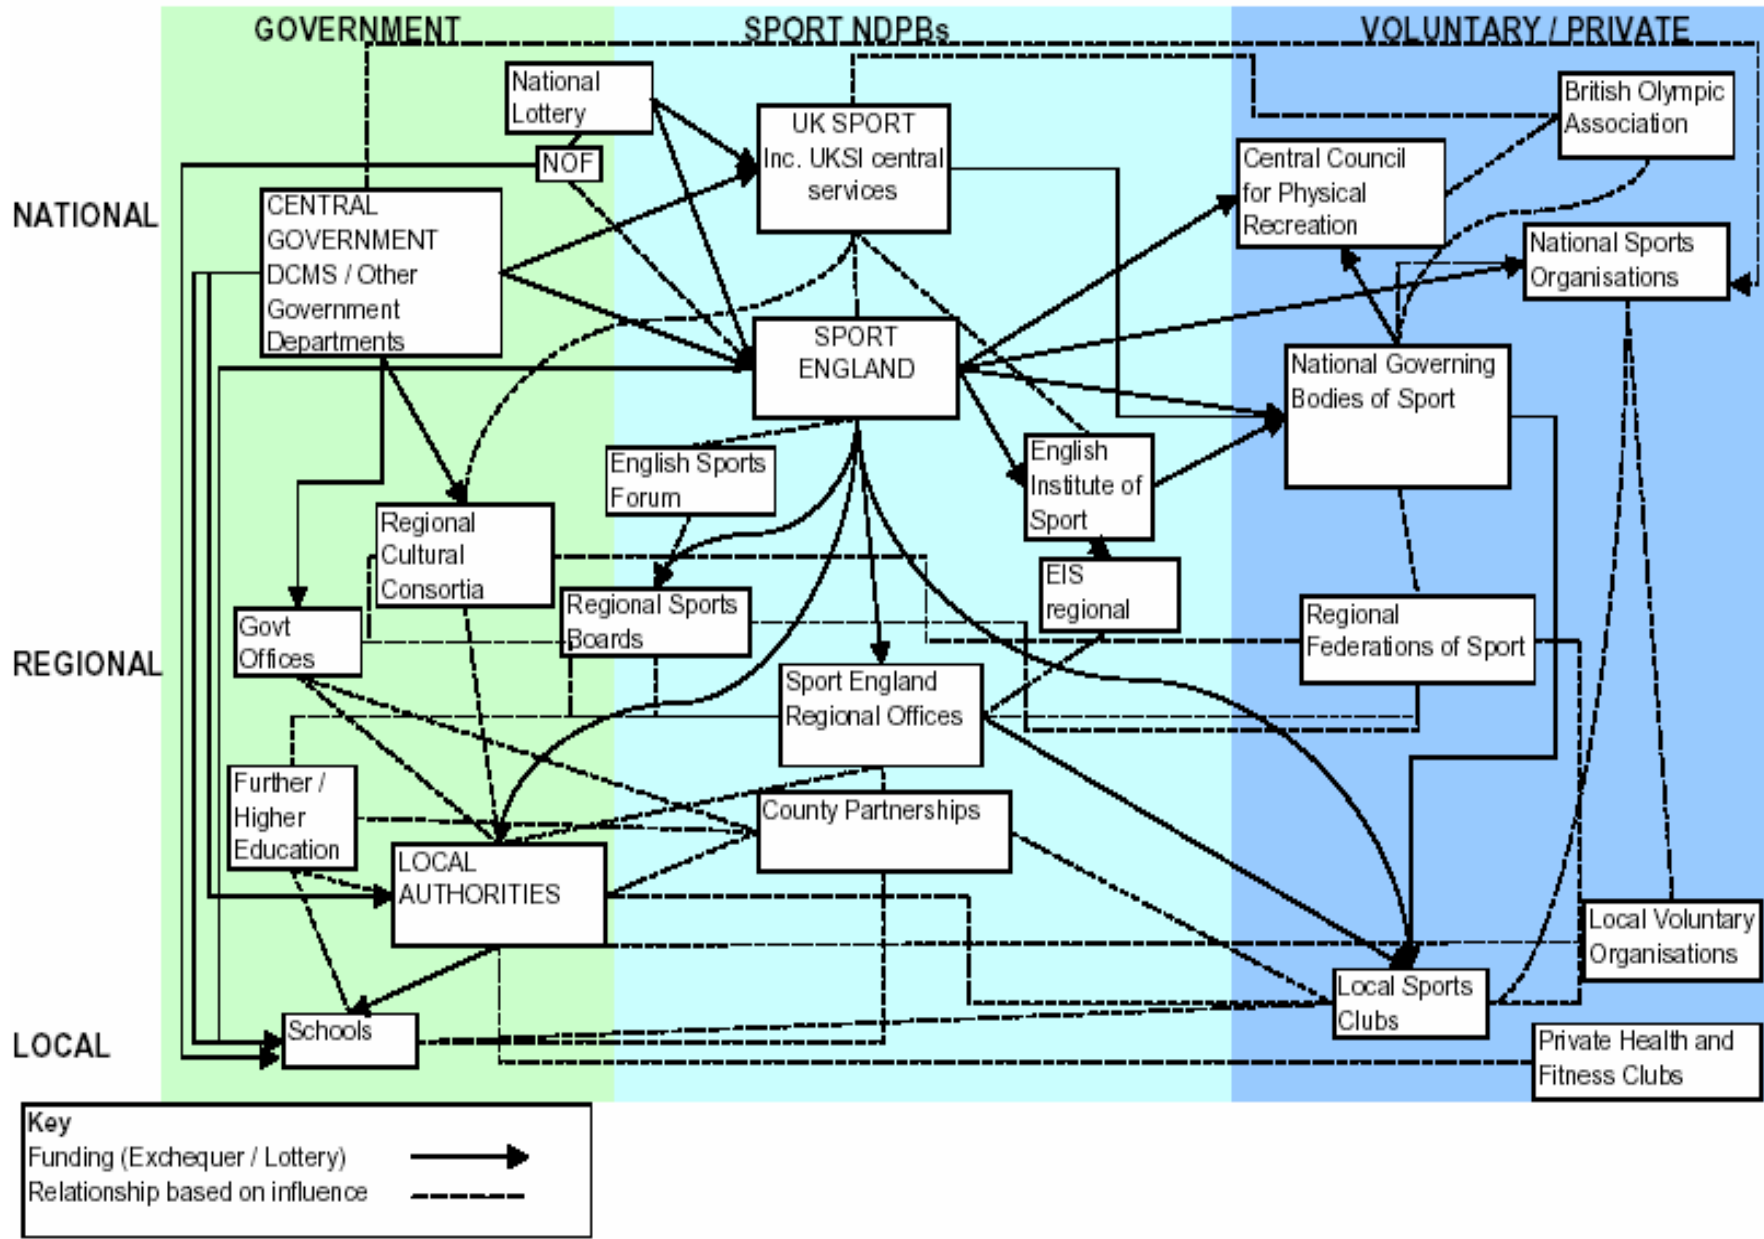 GOVERNMENT
SPORT NDPBs
VOLUNTARY / PRIVATE
National
Lottery
NOF
UK SPORT
Inc. UKSI central
services
British Olympic
Association
Central Council
for Physical
Recreation
NATIONAL
CENTRAL
GOVERNMENT
DCMS / Other
Government
Departments
National Sports
Organisations
SPORT
ENGLAND
National Governing
Bodies of Sport
English Sports
Forum
English
Institute of
Sport
Regional
Cultural
Consortia
EIS
regional
Regional Sports
Boards
Govt
Offices
Regional
Federations of Sport
REGIONAL
Sport England
Regional Offices
Further /
Higher
Education
County Partnerships
LOCAL
AUTHORITIES
Local Voluntary
Organisations
Local Sports
Clubs
Schools
LOCAL
Private Health and
Fitness Clubs
Key
Funding (Exchequer / Lottery)
Relationship based on influence